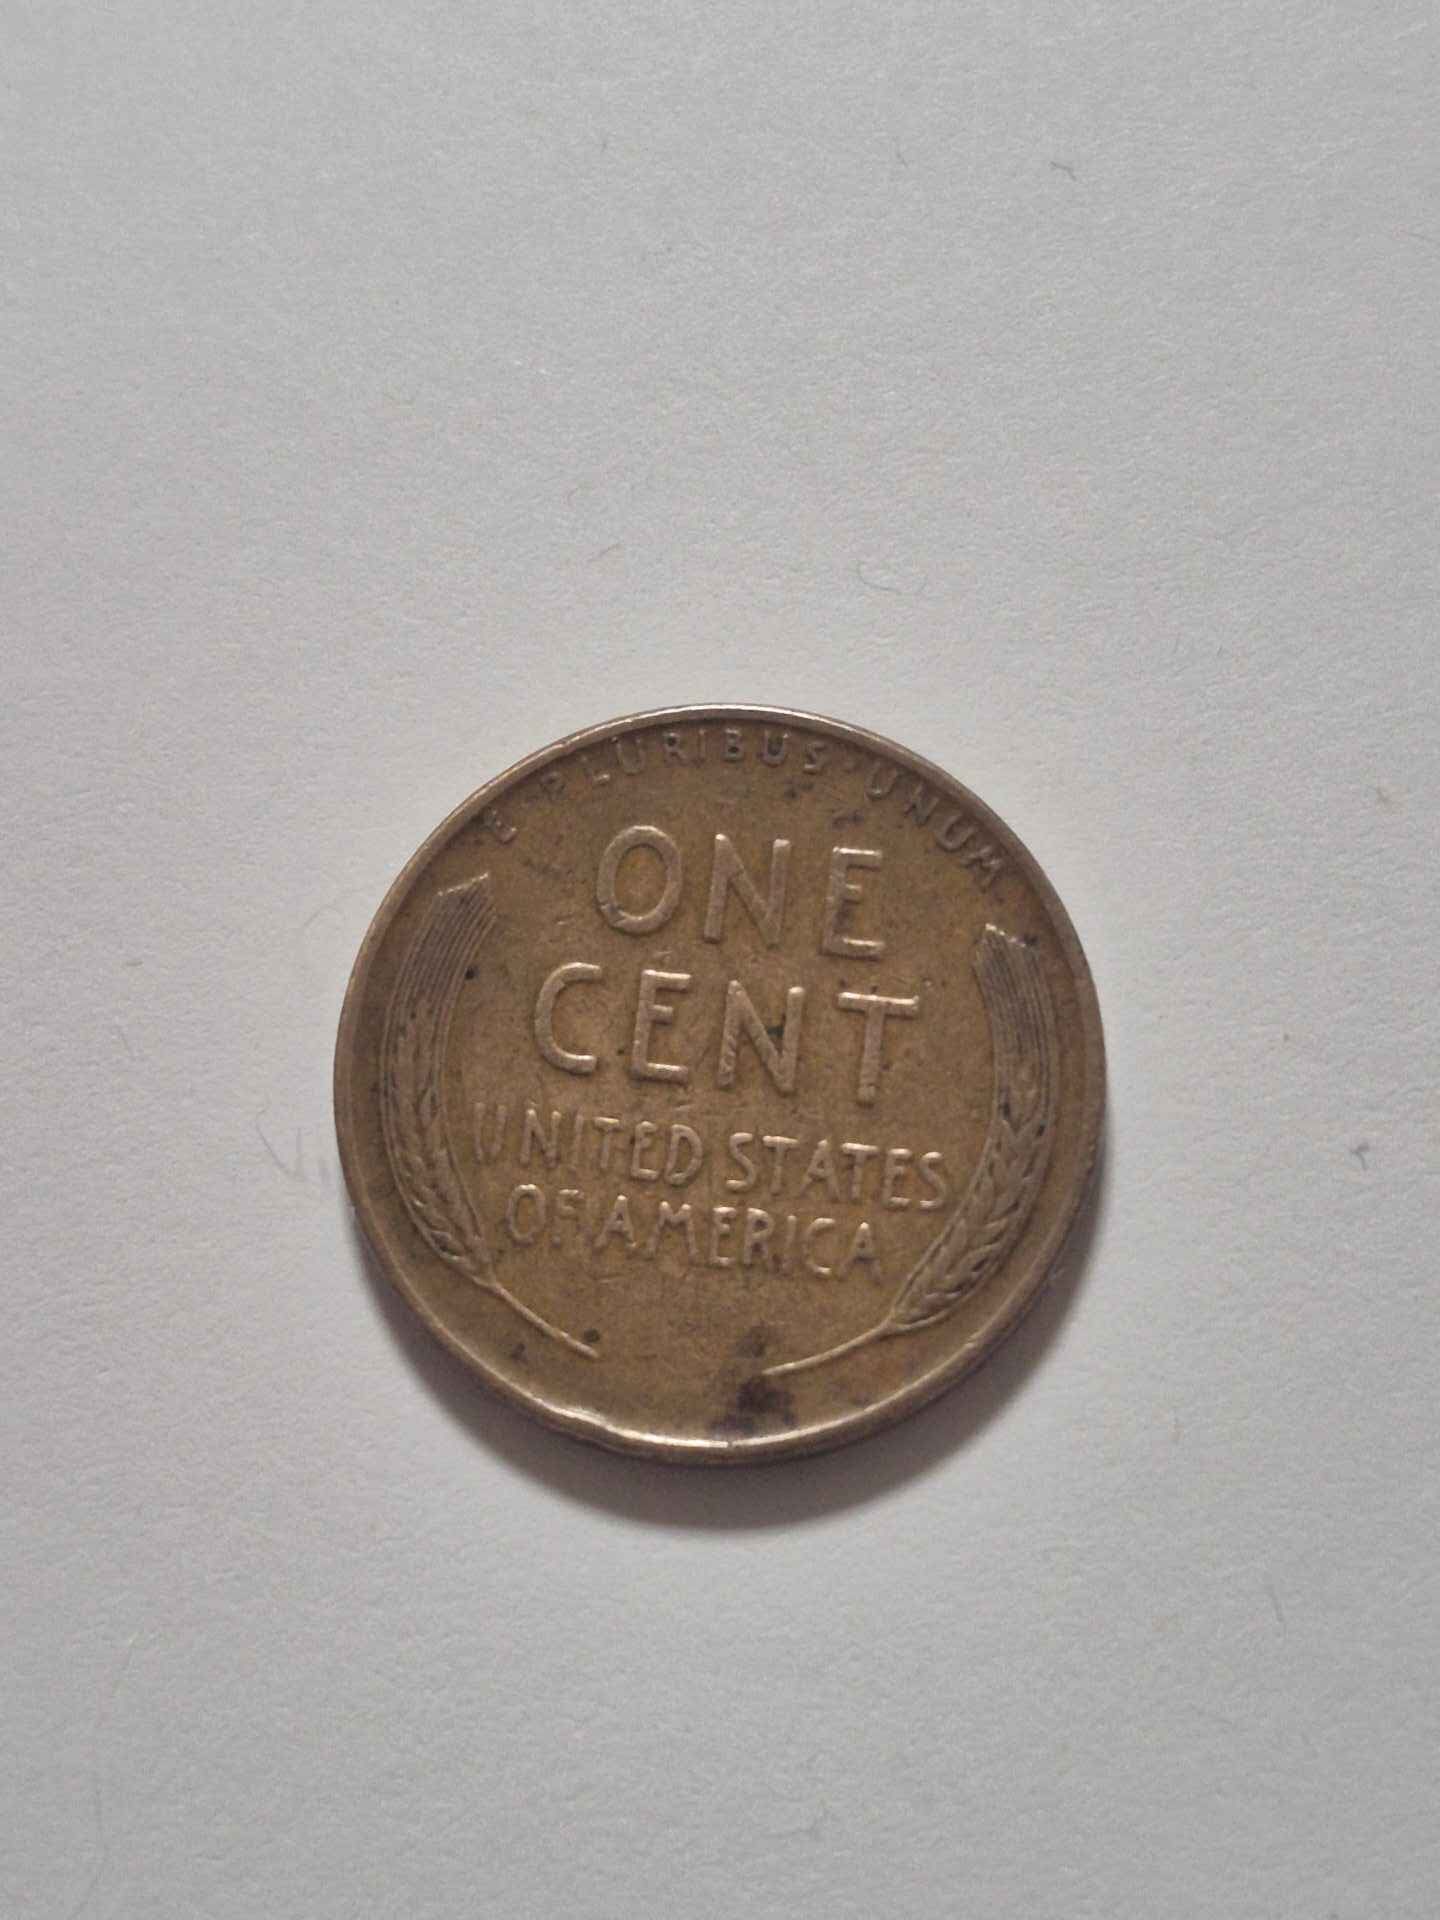 E PLURIBUS·UNUM
ONE
CENT
UNITED STATES
OF AMERICA